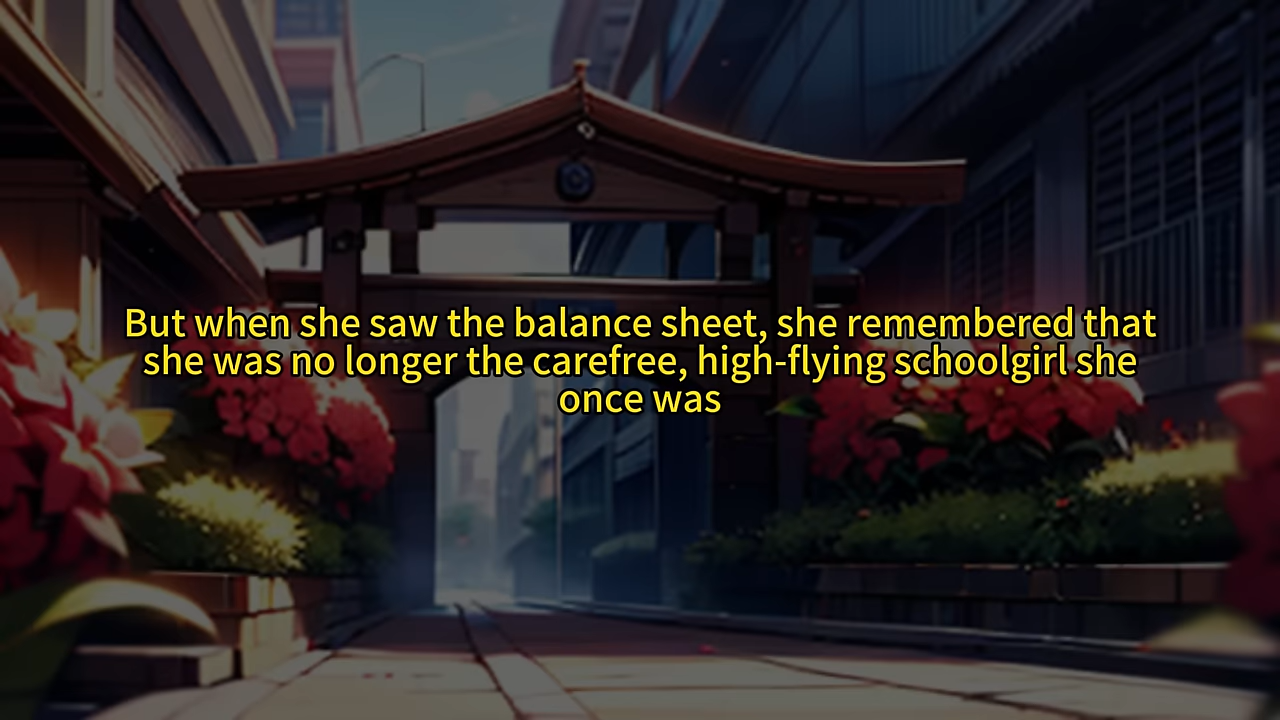 But when she saw the balance sheet, she remembered that
she was no longer the carefree, high-flying schoolgirl she
once was